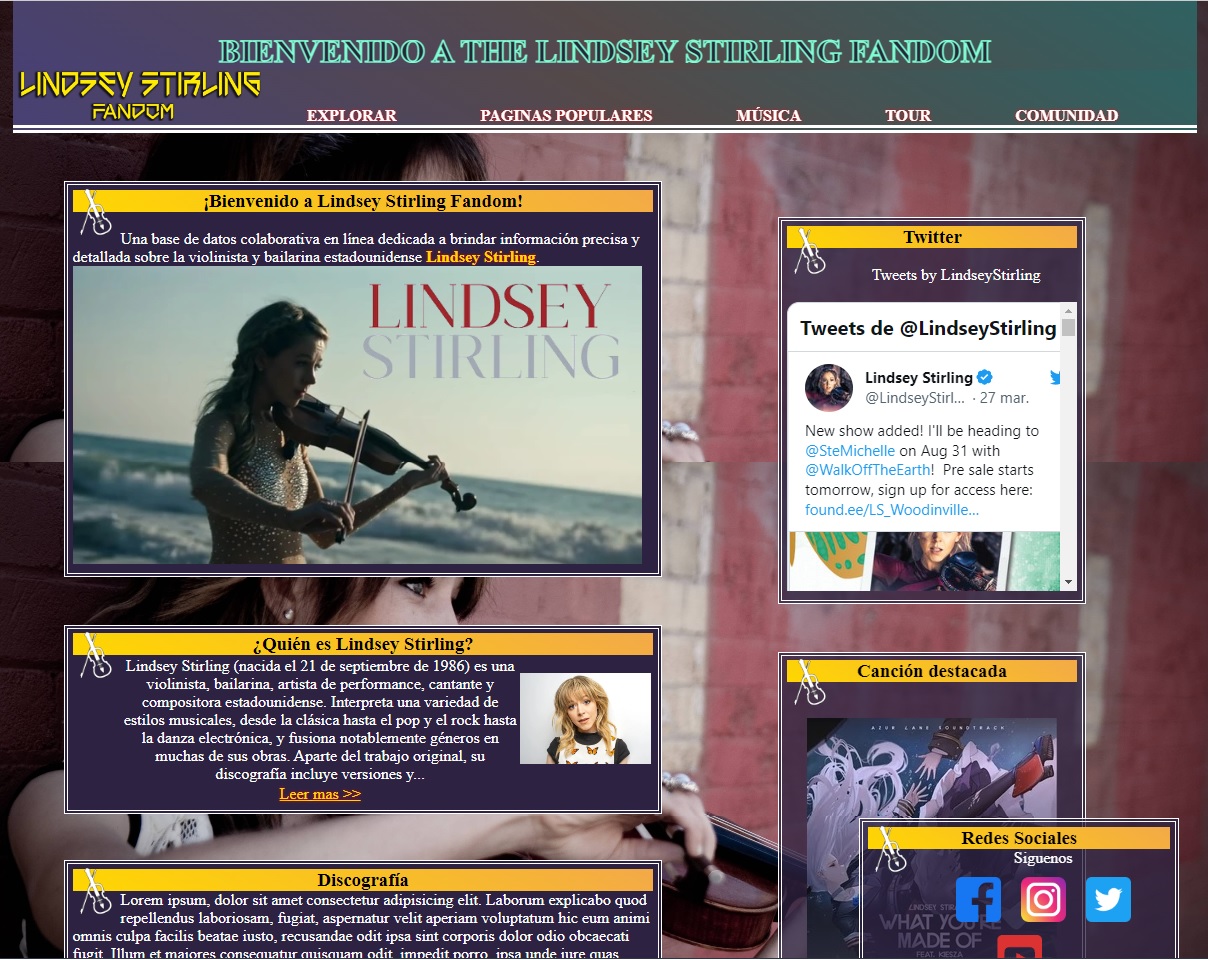 BIENVENIDO A THE LINDSEY STIRLING FANDOM
LINDSEY STIRLING
FANDOM
EXPLORAR PAGINAS POPULARES MÚSICA TOUR COMUNIDAD
¡Bienvenido a Lindsey Stirling Fandom!
Una base de datos colaborativa en línea dedicada a brindar información precisa y
detallada sobre la violinista y bailarina estadounidense Lindsey Stirling.
LINDSEY
STIRLING
¿Quién es Lindsey Stirling?
Lindsey Stirling (nacida el 21 de septiembre de 1986) es una
violinista, bailarina, artista de performance, cantante y
compositora estadounidense. Interpreta una variedad de
estilos musicales, desde la clásica hasta el pop y el rock hasta
la danza electrónica, y fusiona notablemente géneros en
muchas de sus obras. Aparte del trabajo original, su
discografía incluye versiones y...
Leer mas >>
Discografía
Lorem ipsum, dolor sit amet consectetur adipisicing elit. Laborum explicabo quod
repellendus laboriosam, fugiat, aspernatur velit aperiam voluptatum hic eum animi
omnis culpa facilis beatae iusto, recusandae odit ipsa sint corporis dolor odio obcaecati
fugit. Illum et maiores consequatur quisquam odit, impedit porro, ipsa unde iure quas
Twitter
Tweets by LindseyStirling
Tweets de @LindseyStirling
Lindsey Stirling
@LindseyStirl... · 27 mar.
New show added! I'll be heading to
@SteMichelle on Aug 31 with
@WalkOffTheEarth! Pre sale starts
tomorrow, sign up for access here:
found.ee/LS_Woodinville...
Canción destacada
AZUR LANE SOUNDTRACK
LINDSEY STIRLING
WHAT YOU'RE
MADE OF
FEAT. KIESZA
Redes Sociales
Siguenos